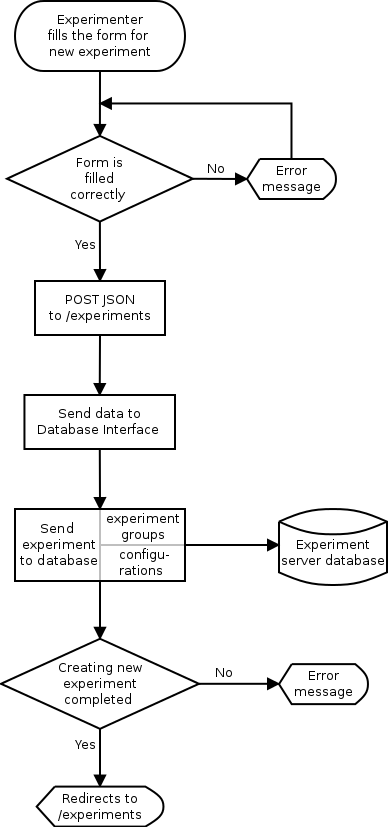 Experimenter
fills the form for
new experiment
Form is
filled
correctly
No
Error
message
Yes
POST JSON
to /experiments
Send data to
Database Interface
Send
experiment
to database
experiment
groups
configu-
rations
Experiment
server database
Creating new
experiment
completed
No
Error
message
Yes
Redirects to
/experiments